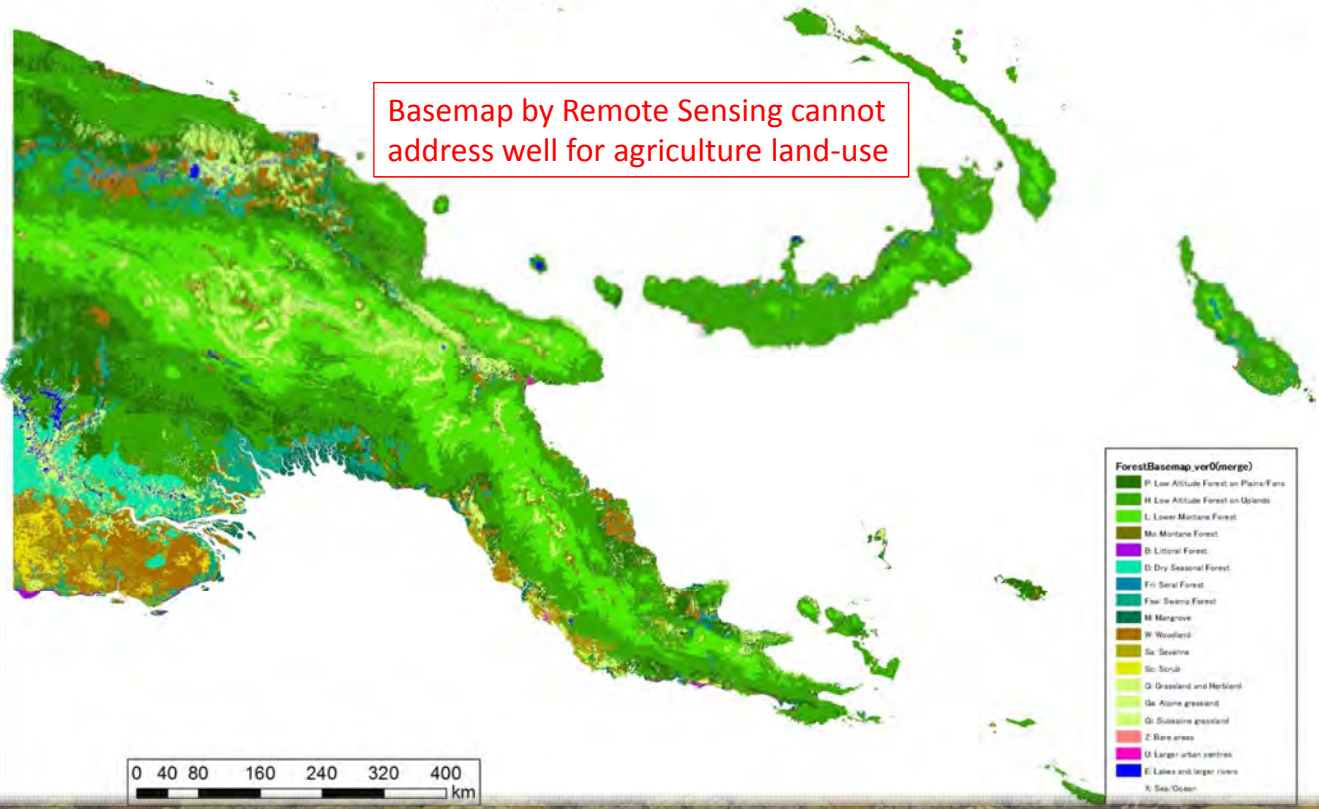 Basemap by Remote Sensing cannot
address well for agriculture land-use
ForestBasemap_ver0(merge)
P: Low Altitude Forest on Plains/Fans
H: Low Altitude Forest on Uplands
L: Lower Montane Forest
Mo: Montane Forest
B: Littoral Forest
D: Dry Seasonal Forest
Fri: Seral Forest
Fsw: Swamp Forest
M: Mangrove
W: Woodland
Sa: Savanna
Sc: Scrub
G: Grassland and Herbland
Ga: Alpine grassland
Gi: Subalpine grassland
Z: Bare areas
U: Larger urban centres
E: Lakes and larger rivers
X: Sea/Ocean
0 40 80 160 240 320 400
km